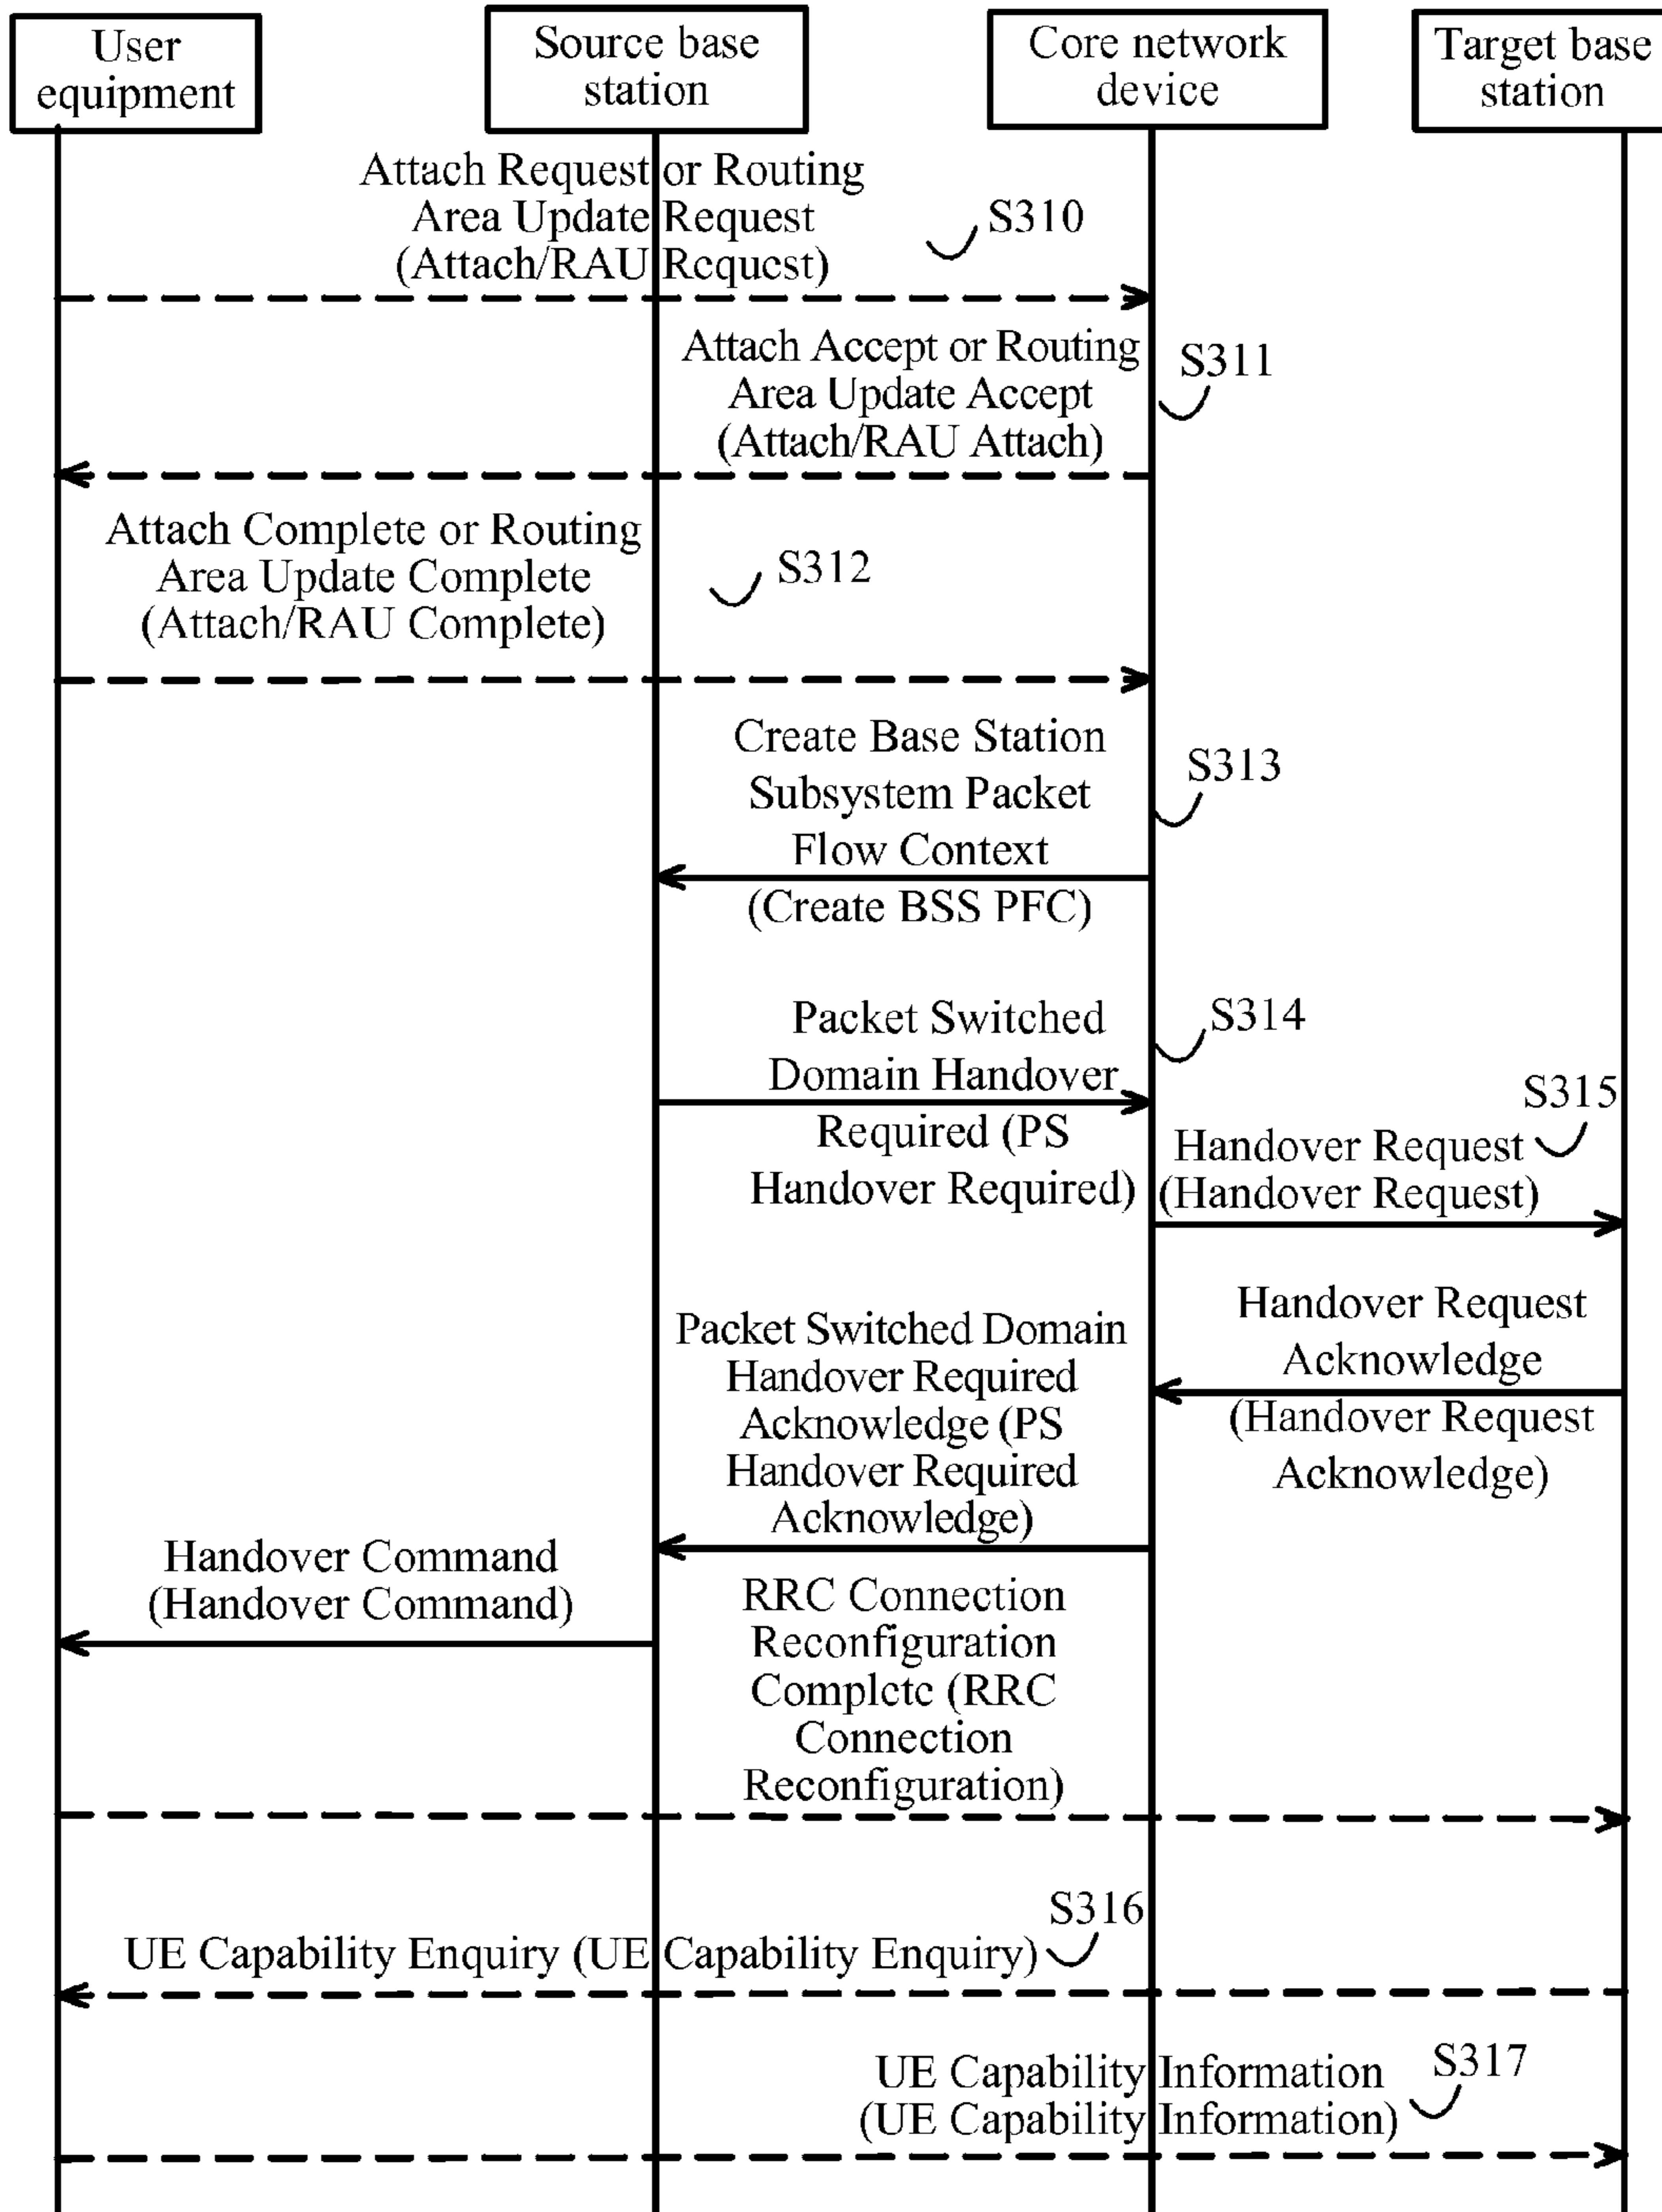 User
equipment
Source base
station
Core network
device
Target base
station
Attach Request or Routing
Area Update Request
(Attach/RAU Request)
S310
Attach Accept or Routing
Area Update Accept
(Attach/RAU Attach)
S311
Attach Complete or Routing
Area Update Complete
(Attach/RAU Complete)
S312
Create Base Station
Subsystem Packet
Flow Context
(Create BSS PFC)
S313
Packet Switched
Domain Handover
Required (PS
Handover Required)
S314
S315
Handover Request
(Handover Request)
Handover Request
Acknowledge
(Handover Request
Acknowledge)
Packet Switched Domain
Handover Required
Acknowledge (PS
Handover Required
Acknowledge)
Handover Command
(Handover Command)
RRC Connection
Reconfiguration
Complete (RRC
Connection
Reconfiguration)
S316
UE Capability Enquiry (UE Capability Enquiry)
UE Capability Information
(UE Capability Information)
S317